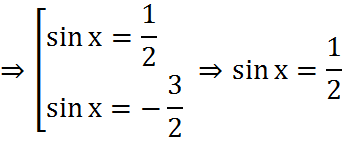 ⇒ [ sin x = 1/2
sin x = − 3/2 ⇒ sin x = 1/2